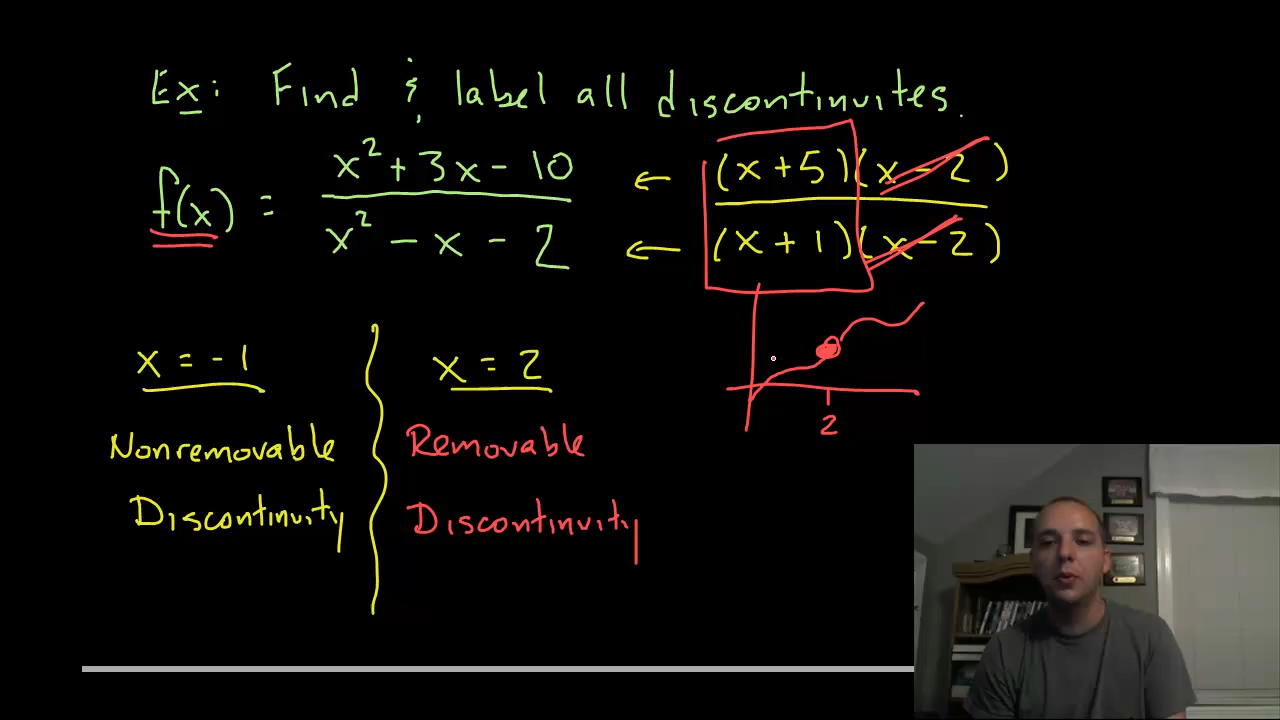 Ex: Find & label all discontinuites.
f(x) = x² + 3x - 10 / x² - x - 2 ← (x + 5)(x - 2) ← (x + 1)(x - 2)
x = -1
x = 2
2
Nonremovable
Discontinuity
Removable
Discontinuity